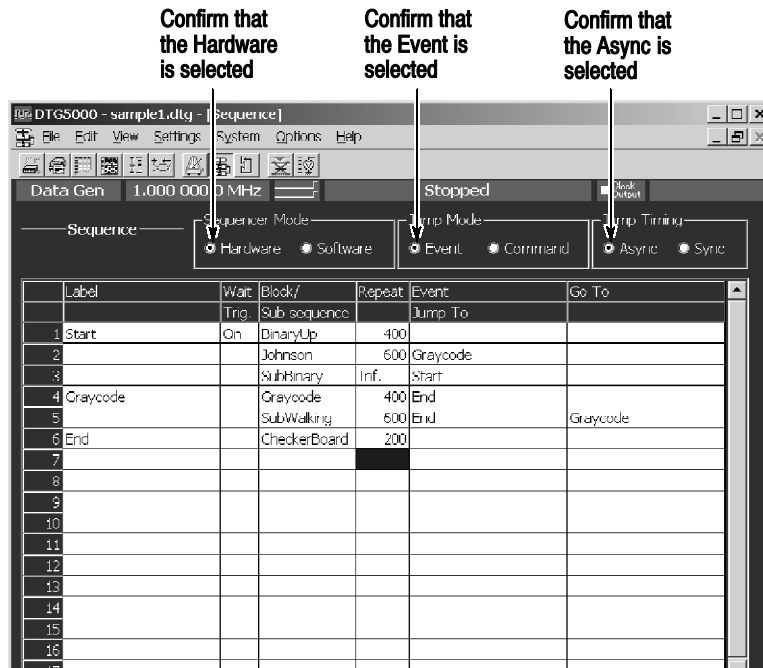 Confirm that
the Hardware
is selected
Confirm that
the Event is
selected
Confirm that
the Async is
selected
DTG5000 - sample1.dtg - [Sequence]
File Edit View Settings System Options Help
Data Gen 1.000 000 0 MHz Stopped Clock Output
Sequence
Sequencer Mode
Hardware Software
Jump Mode
Event Command
Jump Timing
Async Sync
Label Wait Block/ Repeat Event Go To
Trig. Sub sequence Jump To
1 Start On BinaryUp 400
2 Johnson 600 Graycode
3 SubBinary Inf. Start
4 Graycode Graycode 400 End
5 SubWalking 600 End Graycode
6 End CheckerBoard 200
7
8
9
10
11
12
13
14
15
16
17